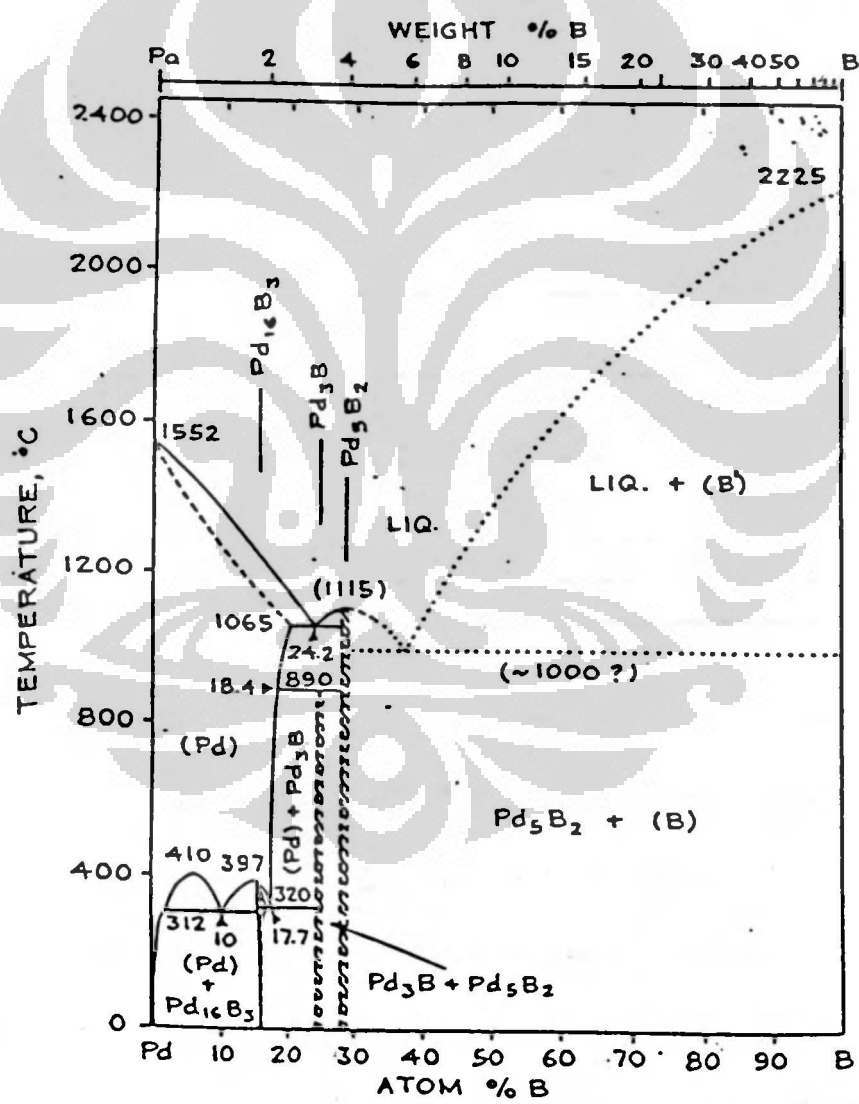 WEIGHT % B
Pa 2 4 6 8 10 20 30 40 50 B
2400
2225
2000
Pd16B3
Pd3B
Pd5B2
1600
1552
TEMPERATURE, °C
LIQ. + (B)
LIQ.
1200
(1115)
1065
24.2
(~1000?)
18.4
890
800
(Pd)
(Pd) + Pd3B
Pd5B2 + (B)
410
397
400
320
312
10
17.7
(Pd)
+
Pd16B3
Pd3B + Pd5B2
0
Pd 10 20 30 40 50 60 70 80 90 B
ATOM % B